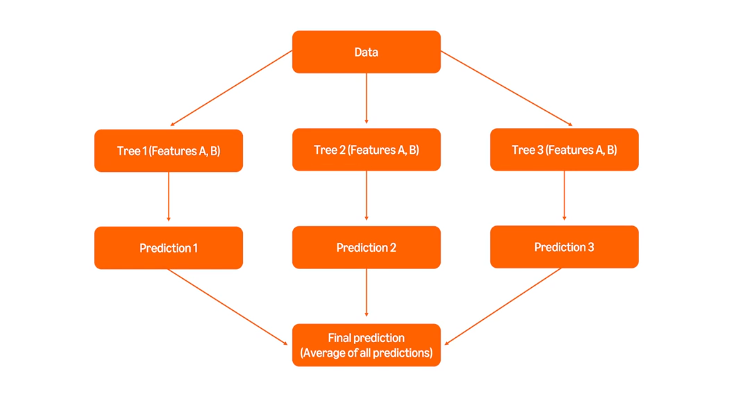 Data
Tree 1 (Features A, B)
Tree 2 (Features A, B)
Tree 3 (Features A, B)
Prediction 1
Prediction 2
Prediction 3
Final prediction
(Average of all predictions)